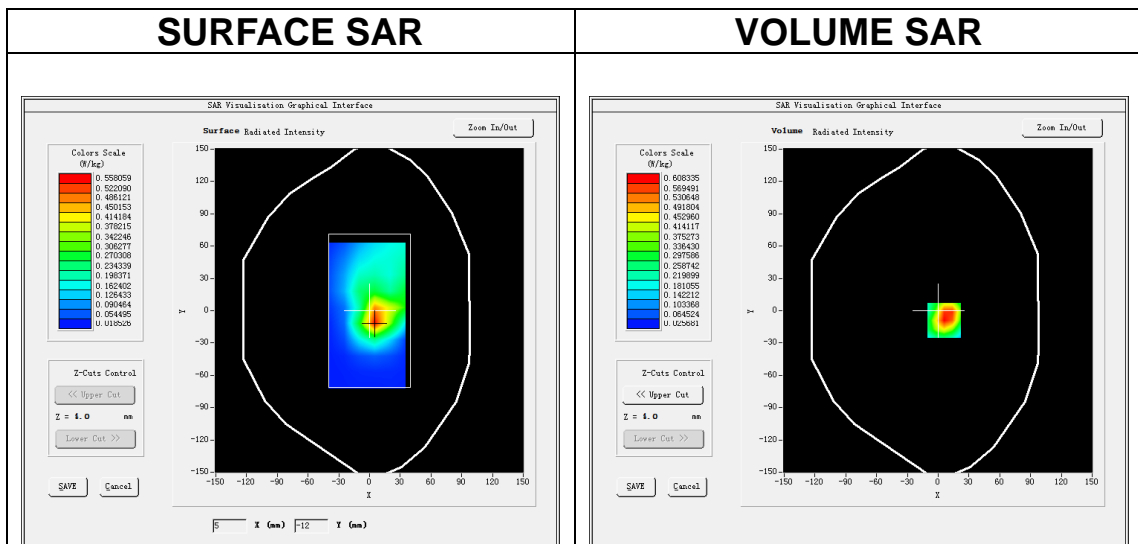 SURFACE SAR
VOLUME SAR
SAR Visualisation Graphical Interface
Surface Radiated Intensity
Zoom In/Out
Colors Scale
(W/kg)
0.558059
0.522090
0.486121
0.450153
0.414184
0.378215
0.342246
0.306277
0.270308
0.234339
0.198371
0.162402
0.126433
0.090464
0.054495
0.018526
150
120
90
60
30
0
-30
-60
-90
-120
-150
Y
-150 -120 -90 -60 -30 0 30 60 90 120 150
X
Z-Cuts Control
<< Upper Cut
Z = 4.0 mm
Lower Cut >>
SAVE Cancel
5 X (mm) -12 Y (mm)
SAR Visualisation Graphical Interface
Volume Radiated Intensity
Zoom In/Out
Colors Scale
(W/kg)
0.608335
0.569491
0.530648
0.491804
0.452960
0.414117
0.375273
0.336430
0.297586
0.258742
0.219899
0.181055
0.142212
0.103368
0.064524
0.025681
150
120
90
60
30
0
-30
-60
-90
-120
-150
Y
-150 -120 -90 -60 -30 0 30 60 90 120 150
X
Z-Cuts Control
<< Upper Cut
Z = 4.0 mm
Lower Cut >>
SAVE Cancel